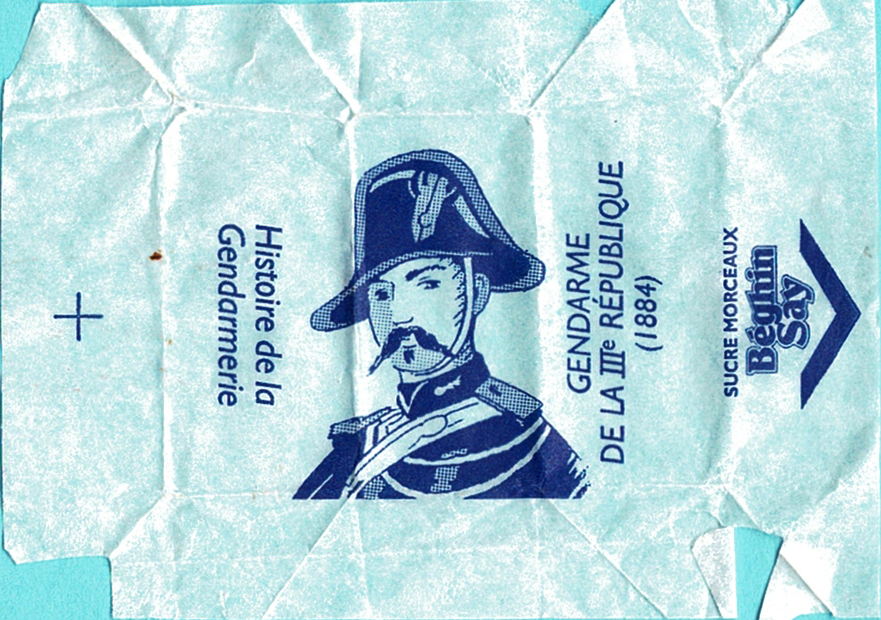 Histoire de la
Gendarmerie
GENDARME
DE LA IIIe RÉPUBLIQUE
(1884)
SUCRE MORCEAUX
Béghin
Say